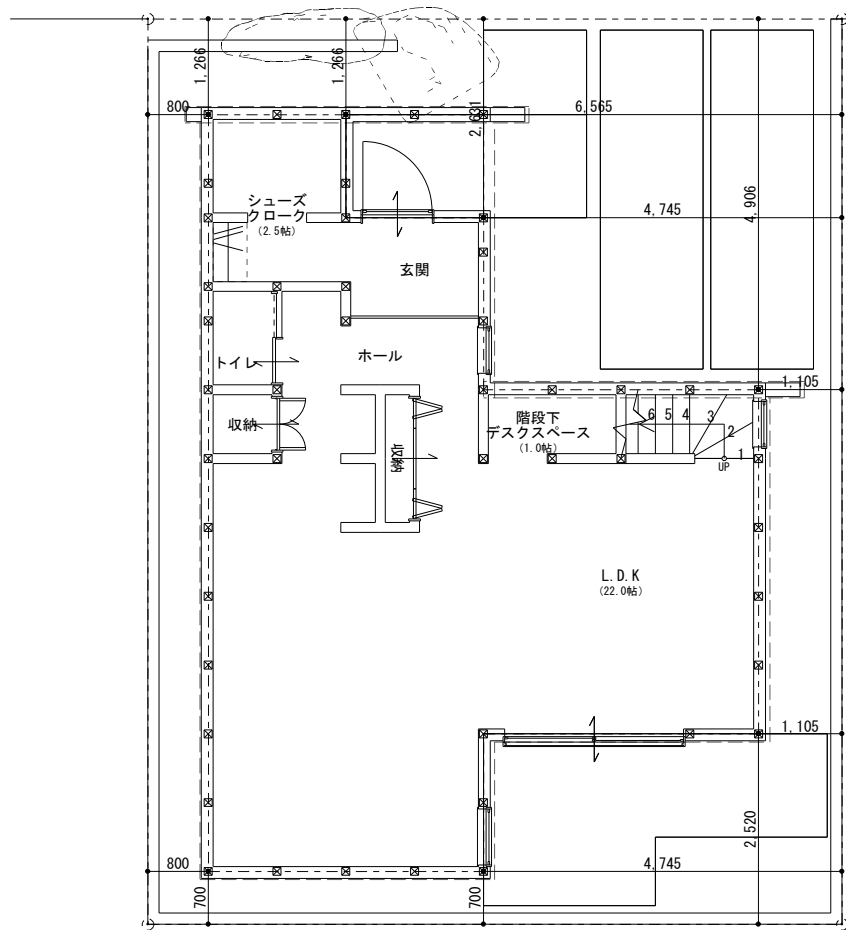 1,266
1,266
800
2,631
6,565
シューズ
クローク
(2.5帖)
4,745
4,906
玄関
トイレ
ホール
1,105
収納
収納
階段下
デスクスペース
(1.0帖)
6
5
4
3
2
1
UP
L.D.K
(22.0帖)
1,105
2,520
800
4,745
700
700